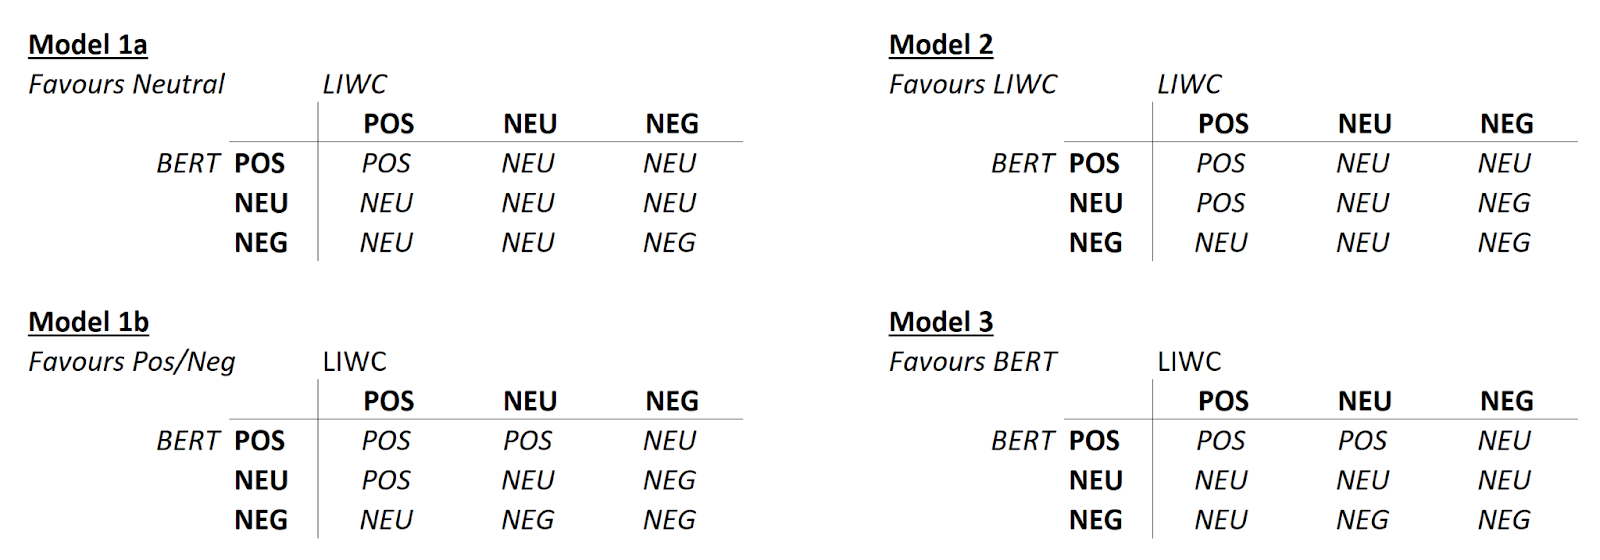 Model 1a
Favours Neutral LIWC
POS NEU NEG
BERT POS POS NEU NEU
NEU NEU NEU NEU
NEG NEU NEU NEG
Model 2
Favours LIWC LIWC
POS NEU NEG
BERT POS POS NEU NEU
NEU POS NEU NEG
NEG NEU NEU NEG
Model 1b
Favours Pos/Neg LIWC
POS NEU NEG
BERT POS POS POS NEU
NEU POS NEU NEG
NEG NEU NEG NEG
Model 3
Favours BERT LIWC
POS NEU NEG
BERT POS POS POS NEU
NEU NEU NEU NEU
NEG NEU NEG NEG